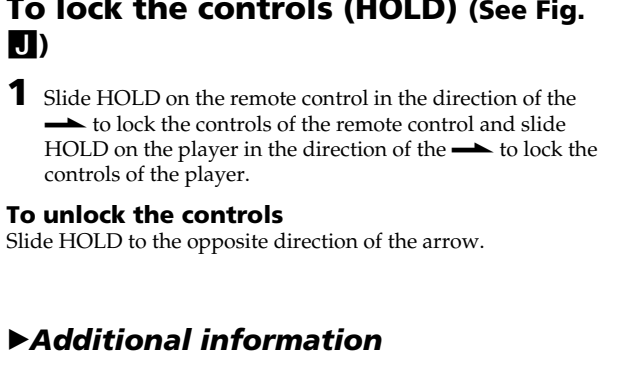 To lock the controls (HOLD) (See Fig.
J)
1 Slide HOLD on the remote control in the direction of the
to lock the controls of the remote control and slide
HOLD on the player in the direction of the to lock the
controls of the player.
To unlock the controls
Slide HOLD to the opposite direction of the arrow.
▶Additional information